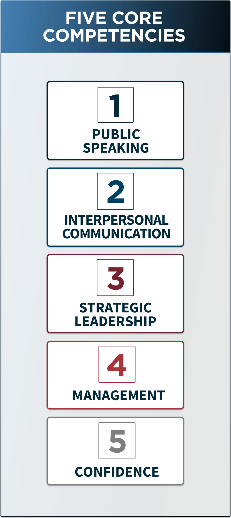 FIVE CORE
COMPETENCIES
1
PUBLIC
SPEAKING
2
INTERPERSONAL
COMMUNICATION
3
STRATEGIC
LEADERSHIP
4
MANAGEMENT
5
CONFIDENCE